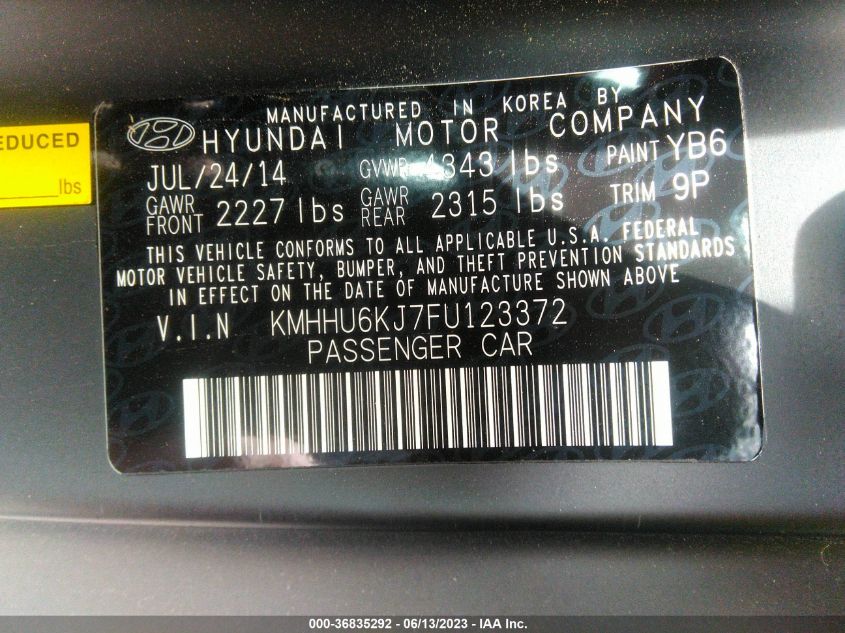 EDUCED
lbs
MANUFACTURED IN KOREA BY
HYUNDAI MOTOR COMPANY
JUL/24/14 GVWR 4343 lbs PAINT YB6
GAWR FRONT 2227 lbs GAWR REAR 2315 lbs TRIM 9P
THIS VEHICLE CONFORMS TO ALL APPLICABLE U.S.A. FEDERAL
MOTOR VEHICLE SAFETY, BUMPER, AND THEFT PREVENTION STANDARDS
IN EFFECT ON THE DATE OF MANUFACTURE SHOWN ABOVE
V.I.N KMHHU6KJ7FU123372
PASSENGER CAR
000-36835292 - 06/13/2023 - IAA Inc.